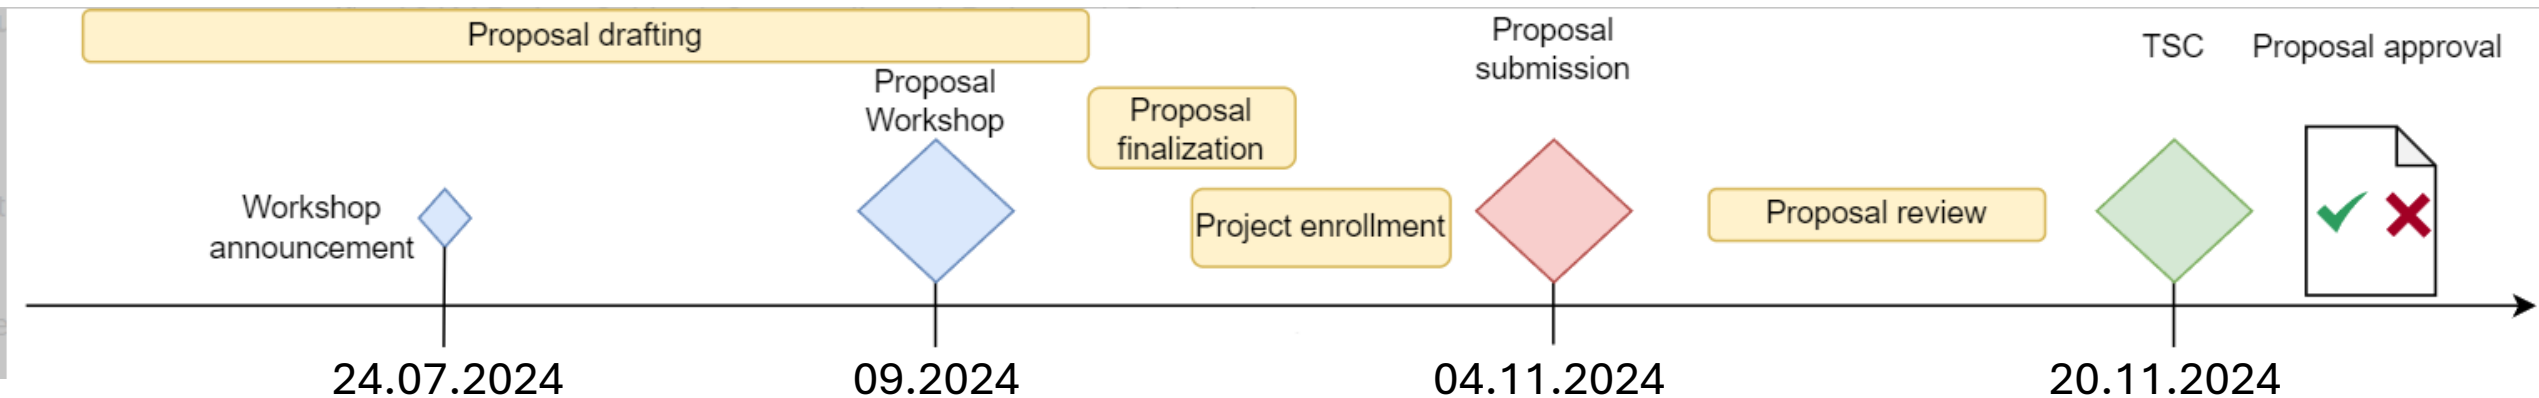 Proposal drafting
Proposal
submission
TSC
Proposal approval
Proposal
Workshop
Proposal
finalization
Workshop
announcement
Project enrollment
Proposal review
24.07.2024
09.2024
04.11.2024
20.11.2024